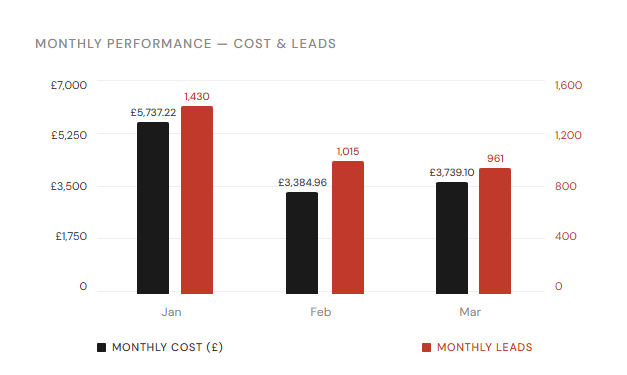 MONTHLY PERFORMANCE — COST & LEADS
£7,000
1,600
1,430
£5,737.22
£5,250
1,200
1,015
961
£3,739.10
£3,384.96
£3,500
800
£1,750
400
0
0
Jan
Feb
Mar
MONTHLY COST (£)
MONTHLY LEADS